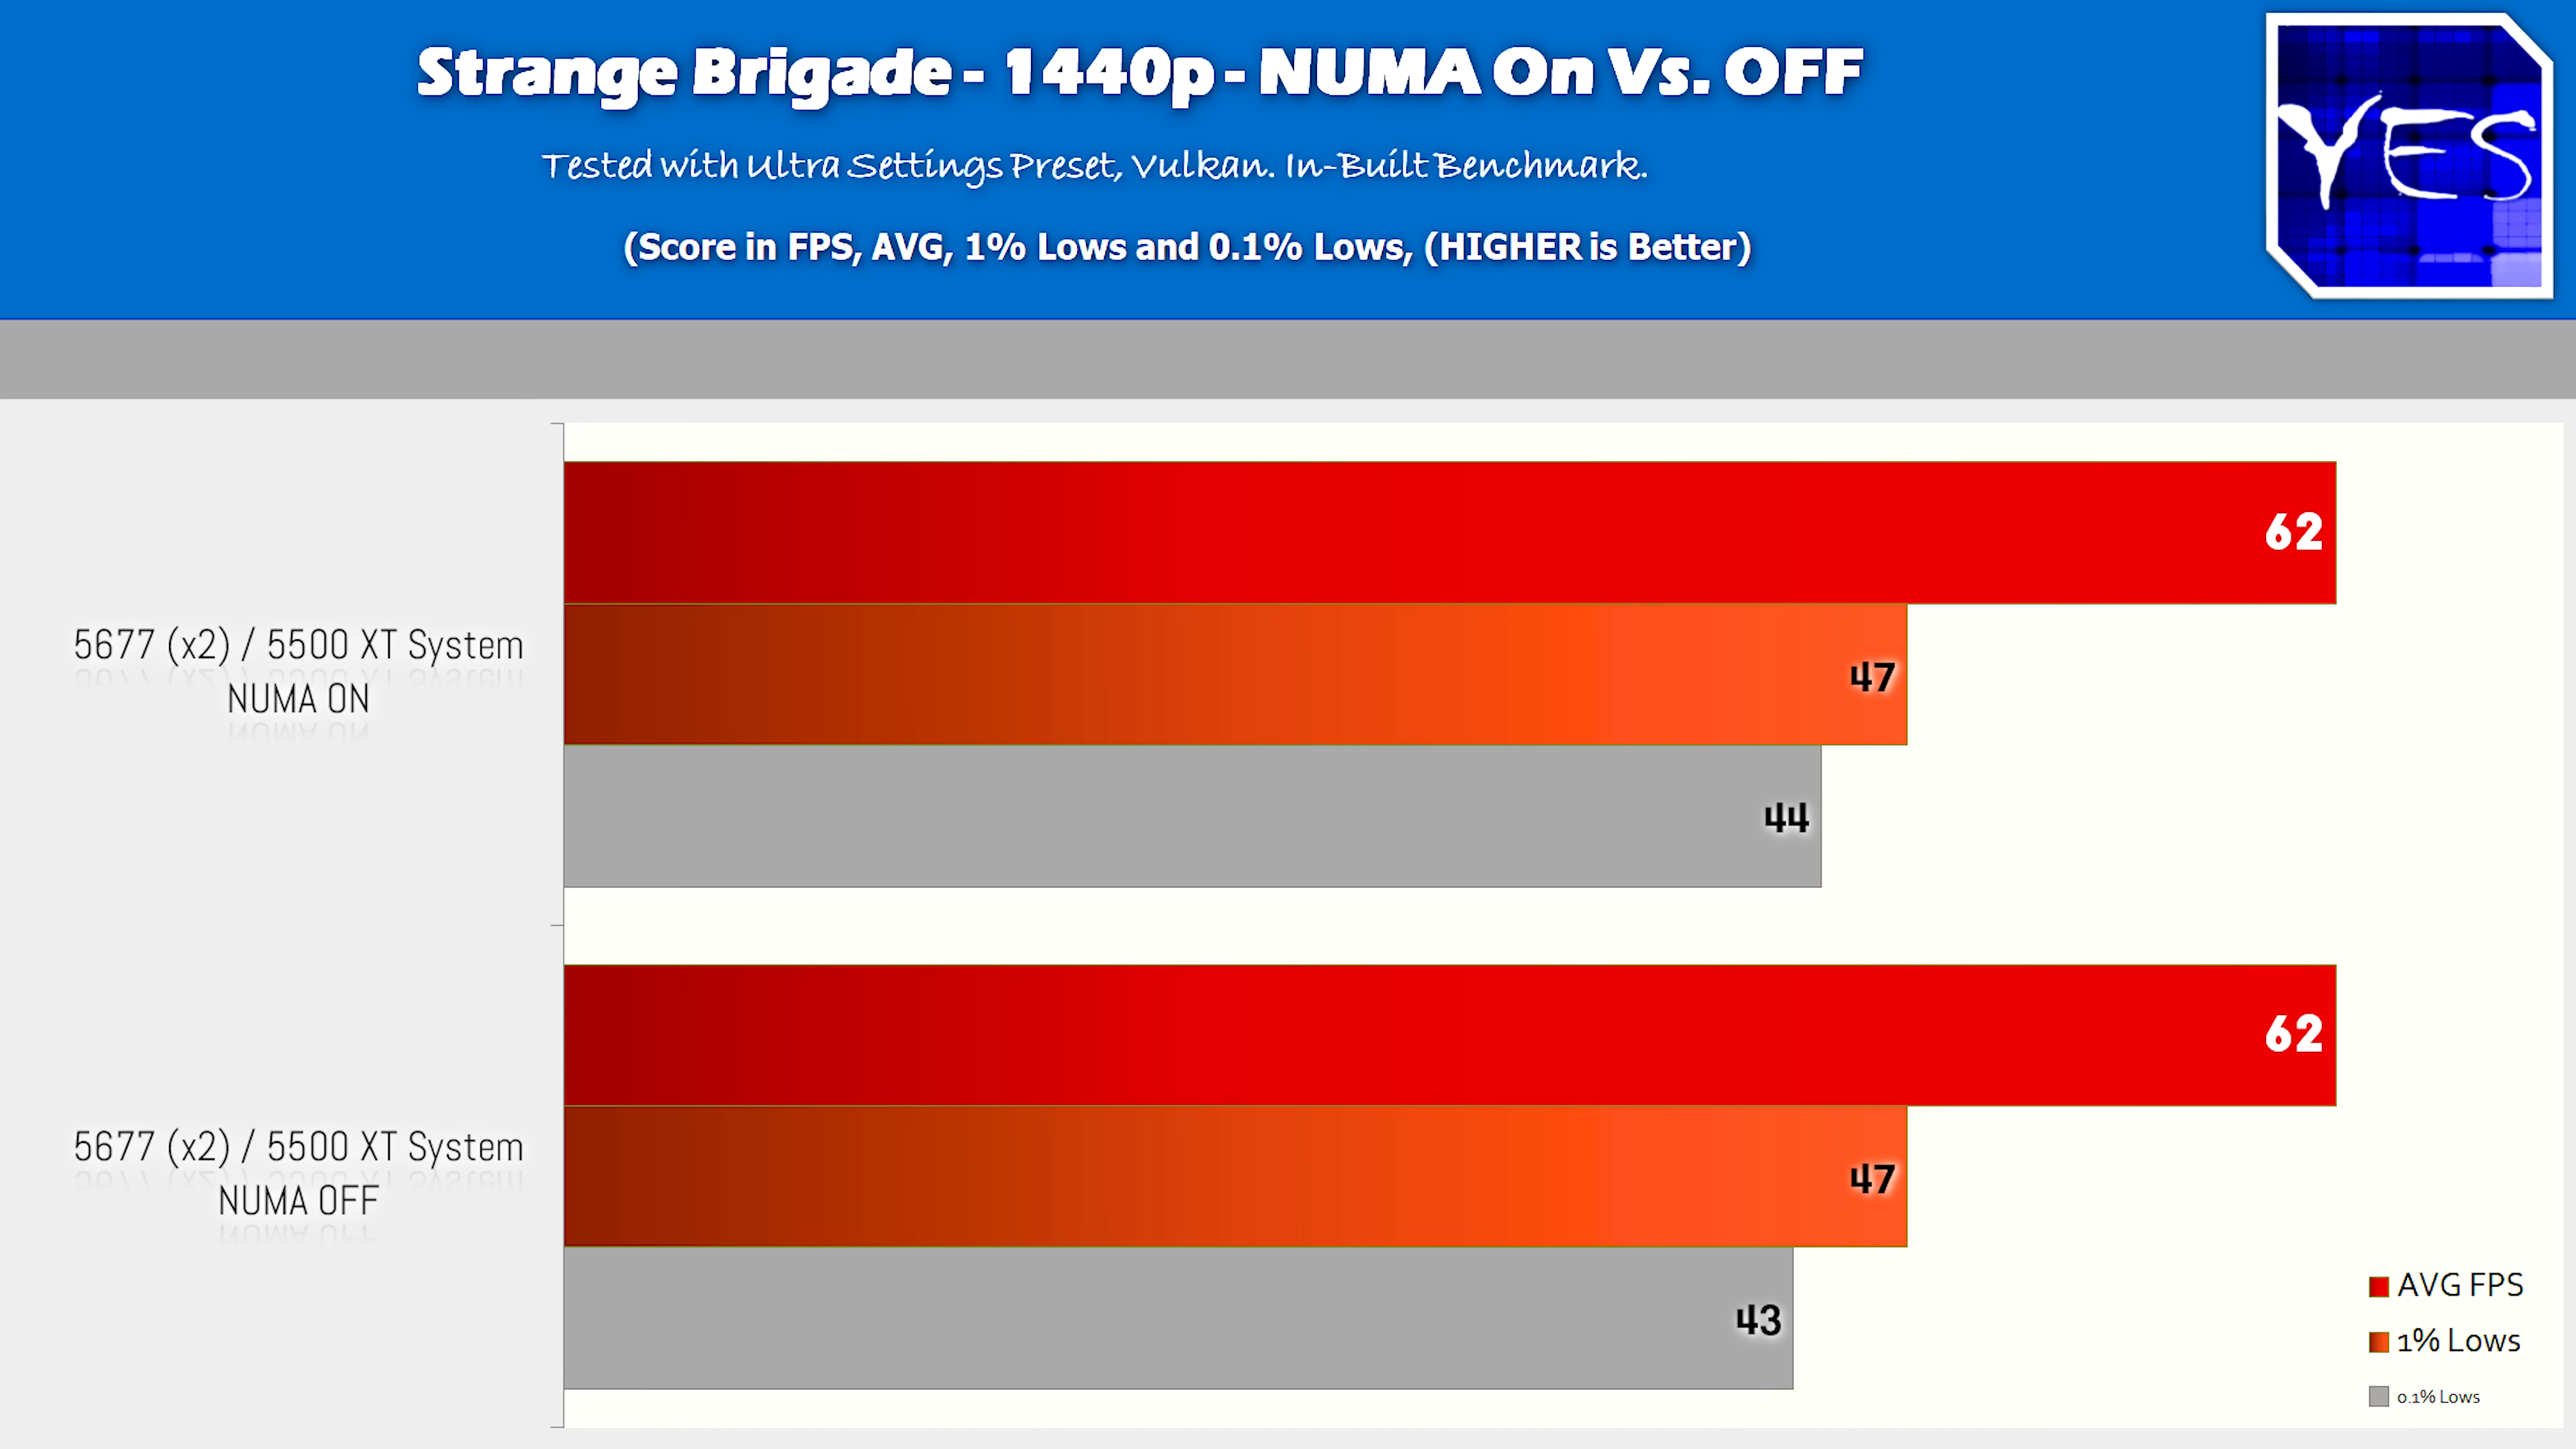 Strange Brigade - 1440p - NUMA On Vs. OFF
Tested with Ultra Settings Preset, Vulkan. In-Built Benchmark.
(Score in FPS, AVG, 1% Lows and 0.1% Lows, (HIGHER is Better)
YES
5677 (x2) / 5500 XT System
NUMA ON
62
47
44
5677 (x2) / 5500 XT System
NUMA OFF
62
47
43
AVG FPS
1% Lows
0.1% Lows